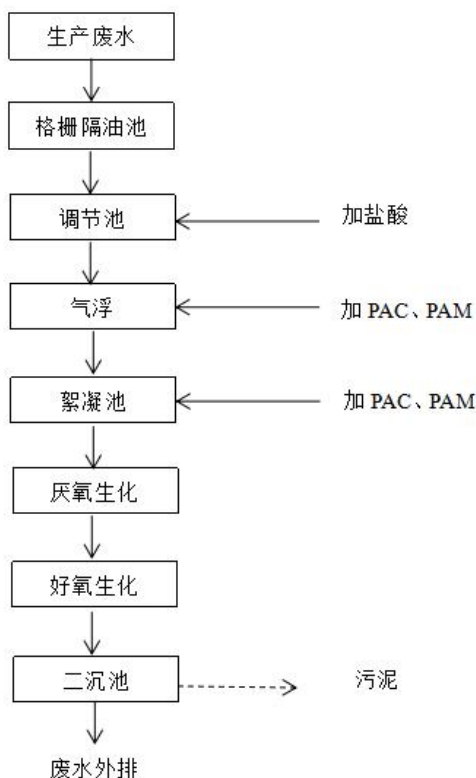 生产废水
格栅隔油池
调节池
加盐酸
气浮
加 PAC、PAM
絮凝池
加 PAC、PAM
厌氧生化
好氧生化
二沉池
污泥
废水外排